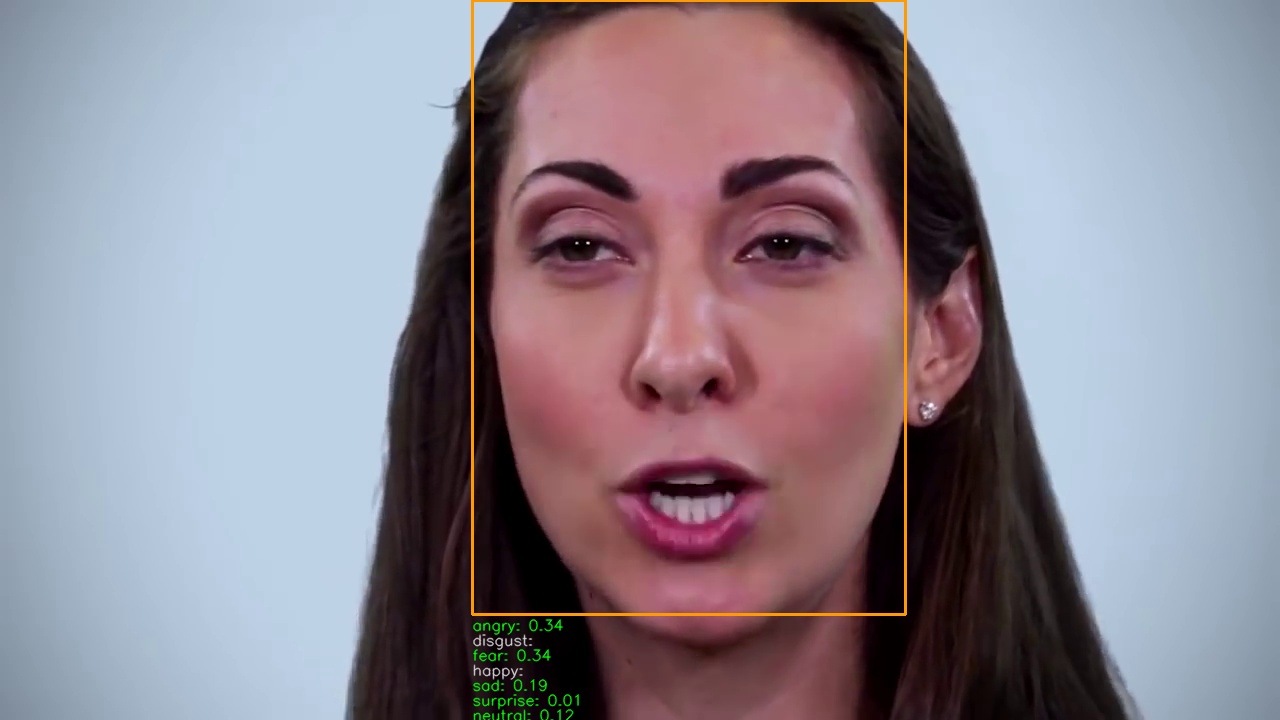 angry: 0.34
disgust:
fear: 0.34
happy:
sad: 0.19
surprise: 0.01
neutral: 0.12